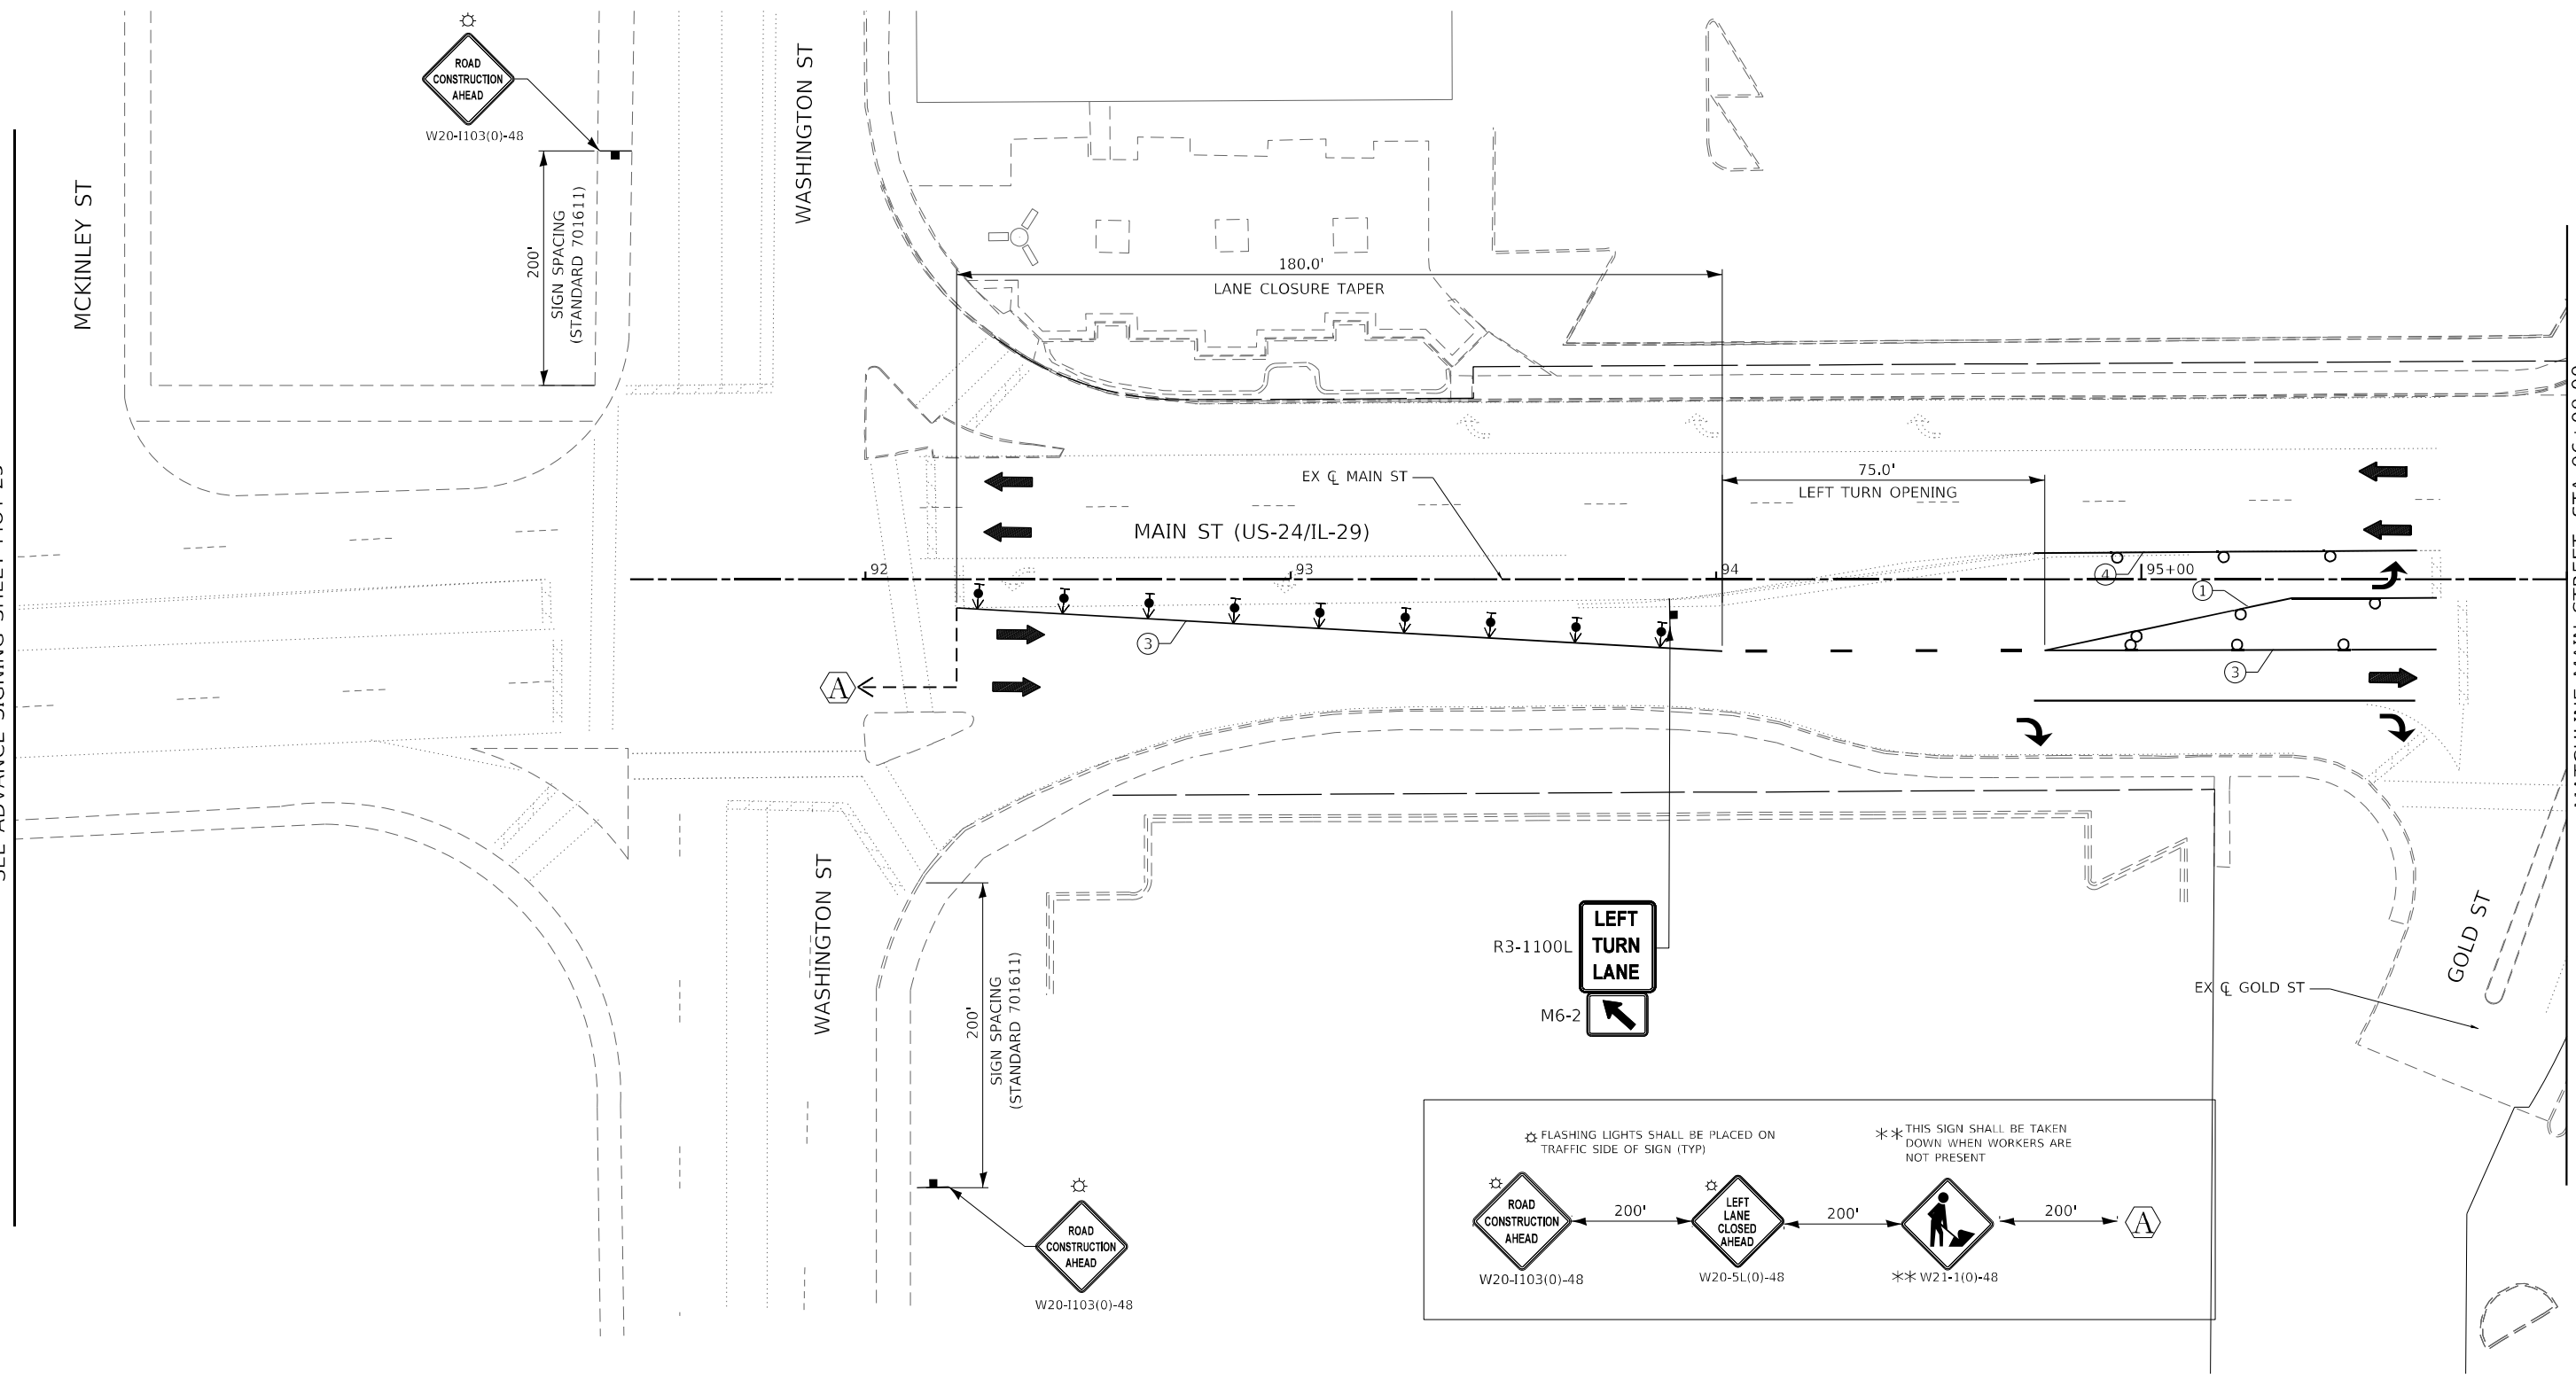 ROAD
CONSTRUCTION
AHEAD
W20-I103(0)-48
MCKINLEY ST
200'
SIGN SPACING
(STANDARD 701611)
WASHINGTON ST
180.0'
LANE CLOSURE TAPER
EX ℄ MAIN ST
75.0'
LEFT TURN OPENING
MAIN ST (US-24/IL-29)
92
93
94
95+00
4
1
3
3
A
WASHINGTON ST
200'
SIGN SPACING
(STANDARD 701611)
LEFT
TURN
LANE
R3-1100L
M6-2
GOLD ST
EX ℄ GOLD ST
ROAD
CONSTRUCTION
AHEAD
W20-I103(0)-48
☼ FLASHING LIGHTS SHALL BE PLACED ON
TRAFFIC SIDE OF SIGN (TYP)
** THIS SIGN SHALL BE TAKEN
DOWN WHEN WORKERS ARE
NOT PRESENT
ROAD
CONSTRUCTION
AHEAD
W20-I103(0)-48
200'
LEFT
LANE
CLOSED
AHEAD
W20-5L(0)-48
200'
** W21-1(0)-48
200'
A